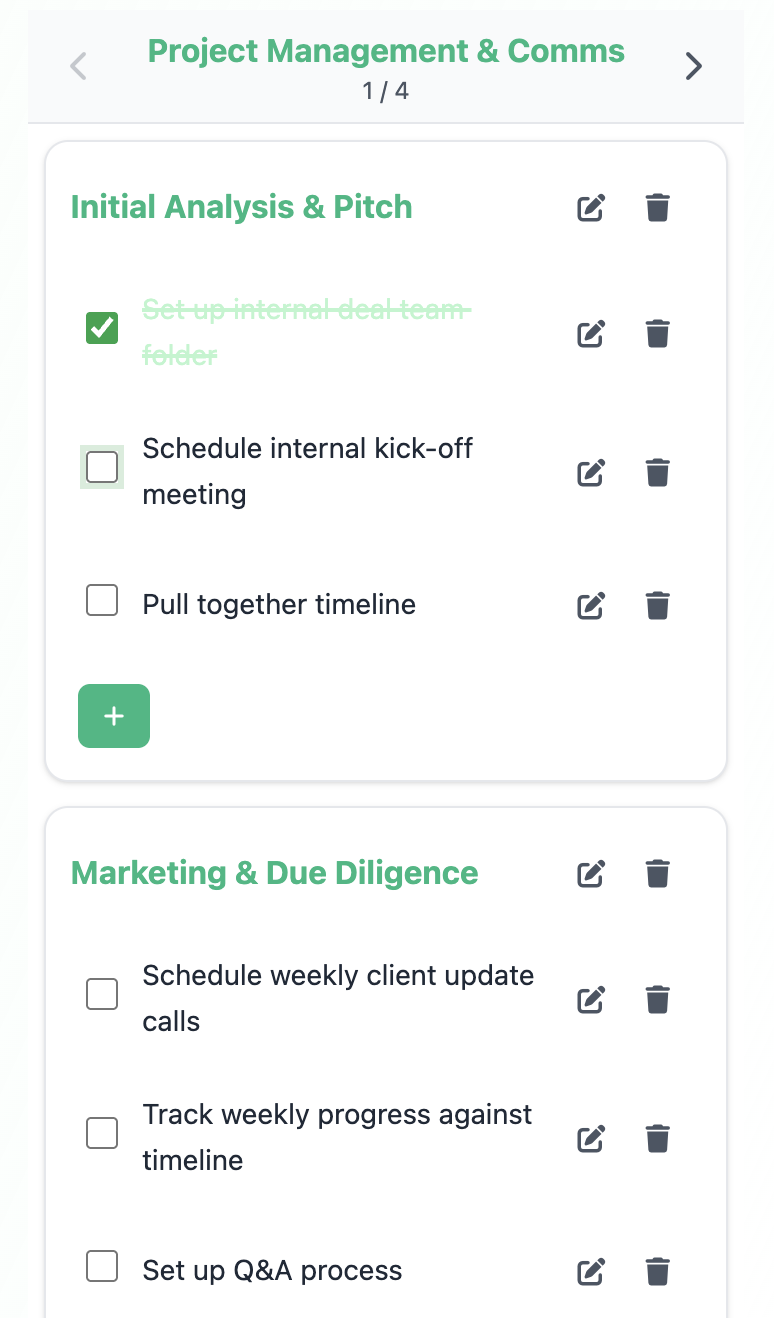 Project Management & Comms
1 / 4
Initial Analysis & Pitch
Set up internal deal team
folder
Schedule internal kick-off
meeting
Pull together timeline
+
Marketing & Due Diligence
Schedule weekly client update
calls
Track weekly progress against
timeline
Set up Q&A process